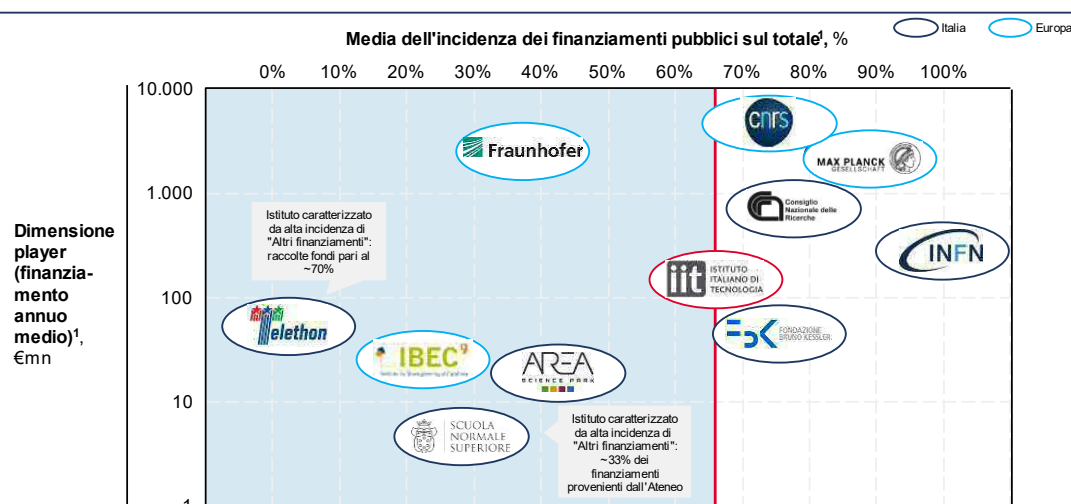 Italia
Europa
Media dell'incidenza dei finanziamenti pubblici sul totale¹, %
0% 10% 20% 30% 40% 50% 60% 70% 80% 90% 100%
10.000
1.000
100
10
1
Dimensione
player
(finanzia-
mento
annuo
medio)¹,
€mn
cnrs
Fraunhofer
MAX PLANCK
GESELLSCHAFT
Consiglio
Nazionale delle
Ricerche
Istituto caratterizzato
da alta incidenza di
"Altri finanziamenti":
raccolte fondi pari al
~70%
INFN
iit
ISTITUTO
ITALIANO DI
TECNOLOGIA
Telethon
FBK
FONDAZIONE
BRUNO KESSLER
IBEC
AREA
SCIENCE PARK
SCUOLA
NORMALE
SUPERIORE
Istituto caratterizzato
da alta incidenza di
"Altri finanziamenti":
~33% dei
finanziamenti
provenienti dall'Ateneo